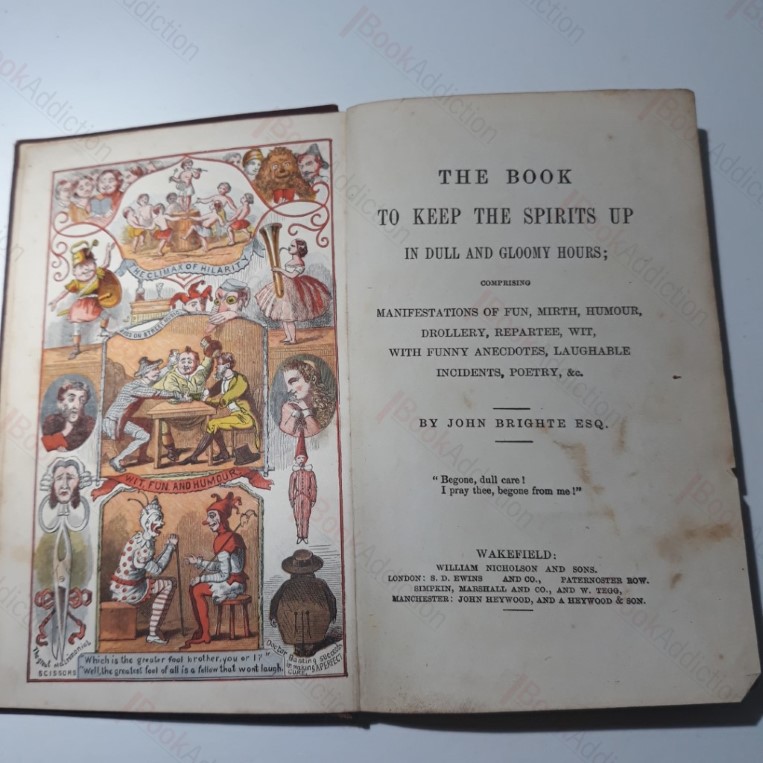 THE CLIMAX OF HILARITY
WIT, FUN, AND HUMOUR.
SCISSORS
"Which is the greater fool brother, you or I?"
Well, the greatest fool of all is a fellow that wont laugh.
THE BOOK
TO KEEP THE SPIRITS UP
IN DULL AND GLOOMY HOURS;
COMPRISING
MANIFESTATIONS OF FUN, MIRTH, HUMOUR,
DROLLERY, REPARTEE, WIT,
WITH FUNNY ANECDOTES, LAUGHABLE
INCIDENTS, POETRY, &c.
BY JOHN BRIGHTE ESQ.
"Begone, dull care!
I pray thee, begone from me!"
WAKEFIELD:
WILLIAM NICHOLSON AND SONS.
LONDON: S. D. EWINS AND CO., PATERNOSTER ROW.
SIMPKIN, MARSHALL AND CO., AND W. TEGG,
MANCHESTER: JOHN HEYWOOD, AND A HEYWOOD & SON.
BookAddiction